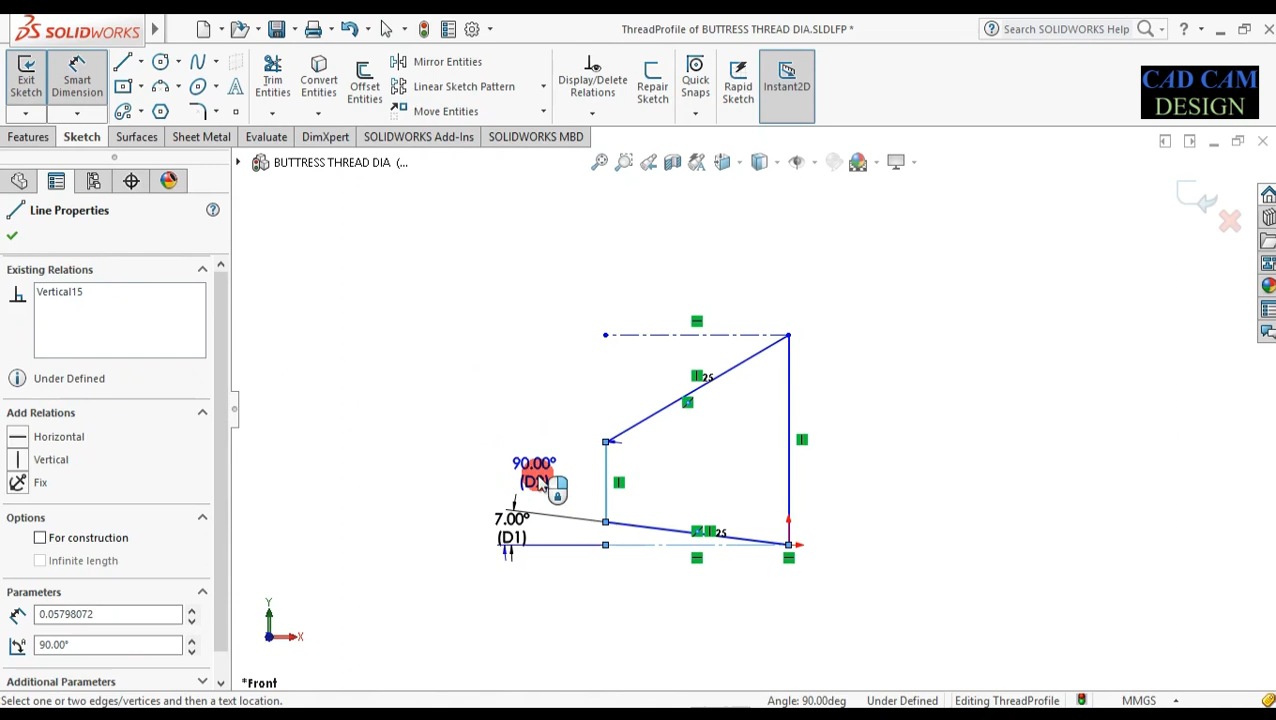 SOLIDWORKS
ThreadProfile of BUTTRESS THREAD DIA.SLDLFP *
Search SOLIDWORKS Help
?
Exit Sketch
Smart Dimension
Trim Entities
Convert Entities
Offset Entities
Mirror Entities
Linear Sketch Pattern
Move Entities
Display/Delete Relations
Repair Sketch
Quick Snaps
Rapid Sketch
Instant2D
CAD CAM
DESIGN
Features
Sketch
Surfaces
Sheet Metal
Evaluate
DimXpert
SOLIDWORKS Add-Ins
SOLIDWORKS MBD
BUTTRESS THREAD DIA (...
Line Properties
Existing Relations
Vertical15
Under Defined
Add Relations
Horizontal
Vertical
Fix
Options
For construction
Infinite length
Parameters
0.05798072
90.00°
Additional Parameters
25
90.00°
7.00°
(D1)
25
Y
X
*Front
Select one or two edges/vertices and then a text location.
Angle: 90.00deg
Under Defined
Editing ThreadProfile
MMGS